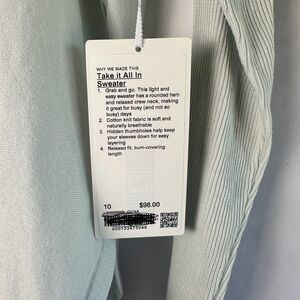 WHY WE MADE THIS
Take it All In
Sweater
1. Grab and go. This light and
easy sweater has a rounded hem
and relaxed crew neck, making
it great for busy (and not so
busy) days
2. Cotton knit fabric is soft and
naturally breathable
3. Hidden thumbholes help keep
your sleeves down for easy
layering
4. Relaxed fit, bum-covering
length
10 $98.00
000133475048